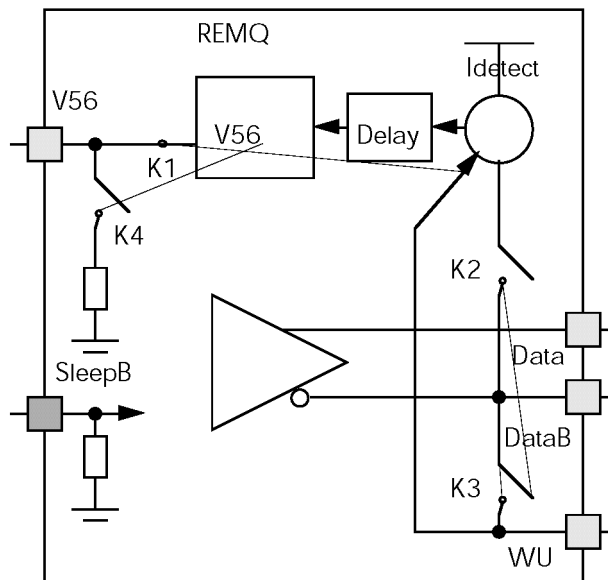 REMQ
Idetect
V56
V56
Delay
K1
K4
K2
Data
SleepB
DataB
K3
WU